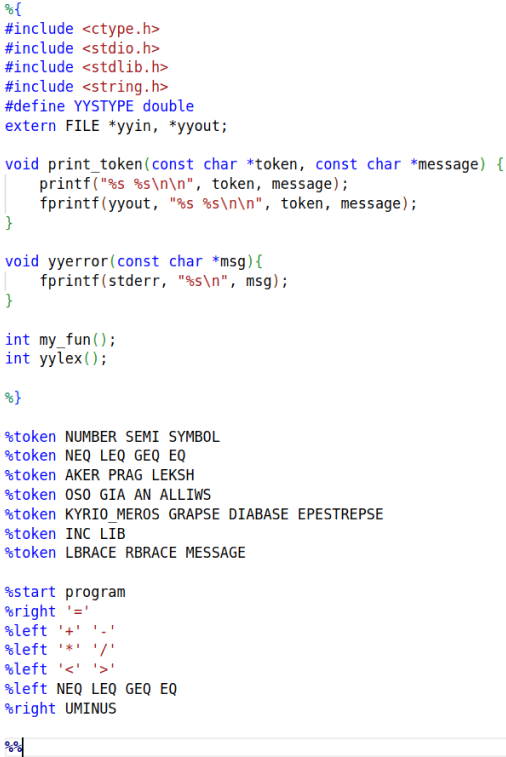 %{
#include <ctype.h>
#include <stdio.h>
#include <stdlib.h>
#include <string.h>
#define YYSTYPE double
extern FILE *yyin, *yyout;
void print_token(const char *token, const char *message) {
printf("%s %s\n\n", token, message);
fprintf(yyout, "%s %s\n\n", token, message);
}
void yyerror(const char *msg){
fprintf(stderr, "%s\n", msg);
}
int my_fun();
int yylex();
%}
%token NUMBER SEMI SYMBOL
%token NEQ LEQ GEQ EQ
%token AKER PRAG LEKSH
%token OSO GIA AN ALLIWS
%token KYRIO_MEROS GRAPSE DIABASE EPESTREPSE
%token INC LIB
%token LBRACE RBRACE MESSAGE
%start program
%right '='
%left '+' '-'
%left '*' '/'
%left '<' '>'
%left NEQ LEQ GEQ EQ
%right UMINUS
%%